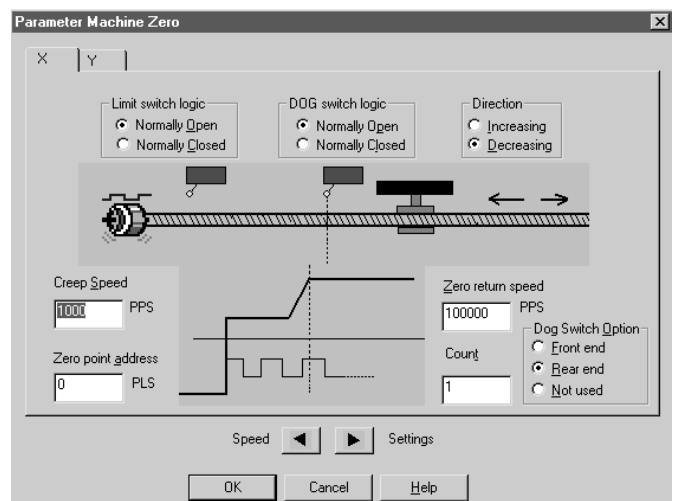 Parameter Machine Zero
X
Y
Limit switch logic
Normally Open
Normally Closed
DOG switch logic
Normally Open
Normally Closed
Direction
Increasing
Decreasing
Creep Speed
1000 PPS
Zero point address
0 PLS
Zero return speed
100000 PPS
Count
1
Dog Switch Option
Front end
Rear end
Not used
Speed
Settings
OK
Cancel
Help